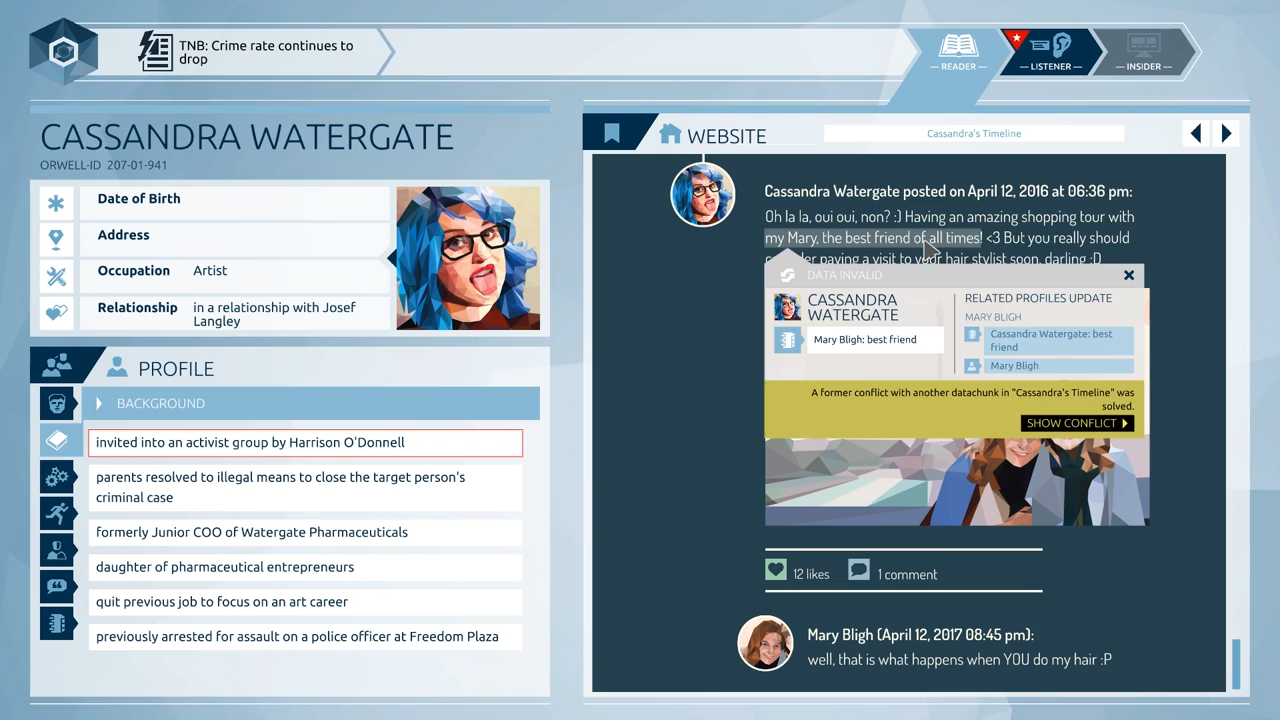 TNB: Crime rate continues to
drop
READER
LISTENER
INSIDER
CASSANDRA WATERGATE
ORWELL-ID 207-01-941
Date of Birth
Address
Occupation Artist
Relationship in a relationship with Josef
Langley
PROFILE
BACKGROUND
invited into an activist group by Harrison O'Donnell
parents resolved to illegal means to close the target person's
criminal case
formerly Junior COO of Watergate Pharmaceuticals
daughter of pharmaceutical entrepreneurs
quit previous job to focus on an art career
previously arrested for assault on a police officer at Freedom Plaza
WEBSITE
Cassandra's Timeline
Cassandra Watergate posted on April 12, 2016 at 06:36 pm:
Oh la la, oui oui, non? :) Having an amazing shopping tour with
my Mary, the best friend of all times! <3 But you really should
paying a visit to your hair stylist soon, darling :D
DATA INVALID
CASSANDRA
WATERGATE
Mary Bligh: best friend
RELATED PROFILES UPDATE
MARY BLIGH
Cassandra Watergate: best
friend
Mary Bligh
A former conflict with another datachunk in "Cassandra's Timeline" was
solved.
SHOW CONFLICT
12 likes 1 comment
Mary Bligh (April 12, 2017 08:45 pm):
well, that is what happens when YOU do my hair :P